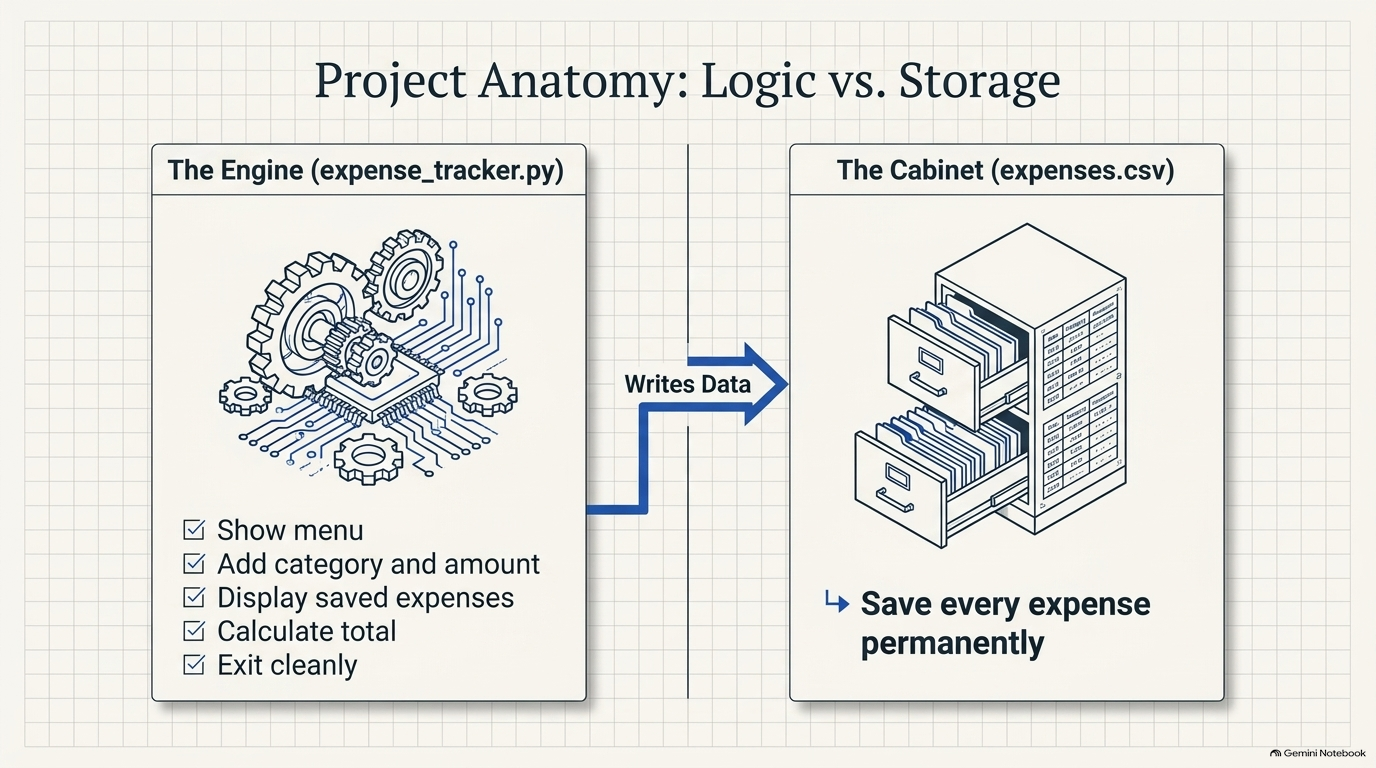 Project Anatomy: Logic vs. Storage
The Engine (expense_tracker.py)
Show menu
Add category and amount
Display saved expenses
Calculate total
Exit cleanly
Writes Data
The Cabinet (expenses.csv)
Save every expense
permanently
Gemini Notebook